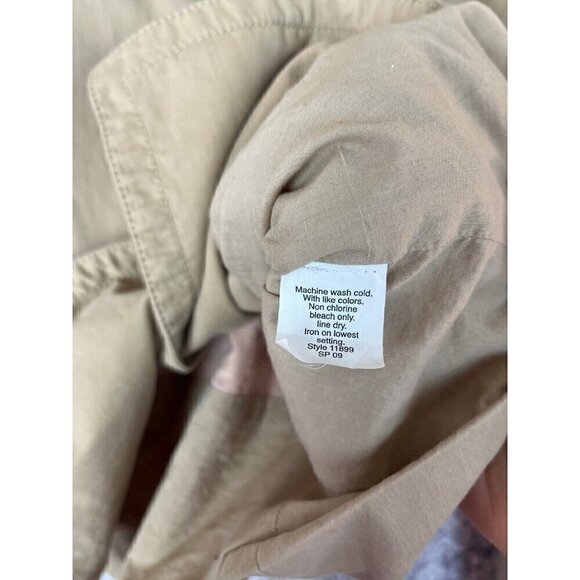 Machine wash cold.
With like colors.
Non chlorine
bleach only.
line dry.
Iron on lowest
setting.
Style 11899
SP 09